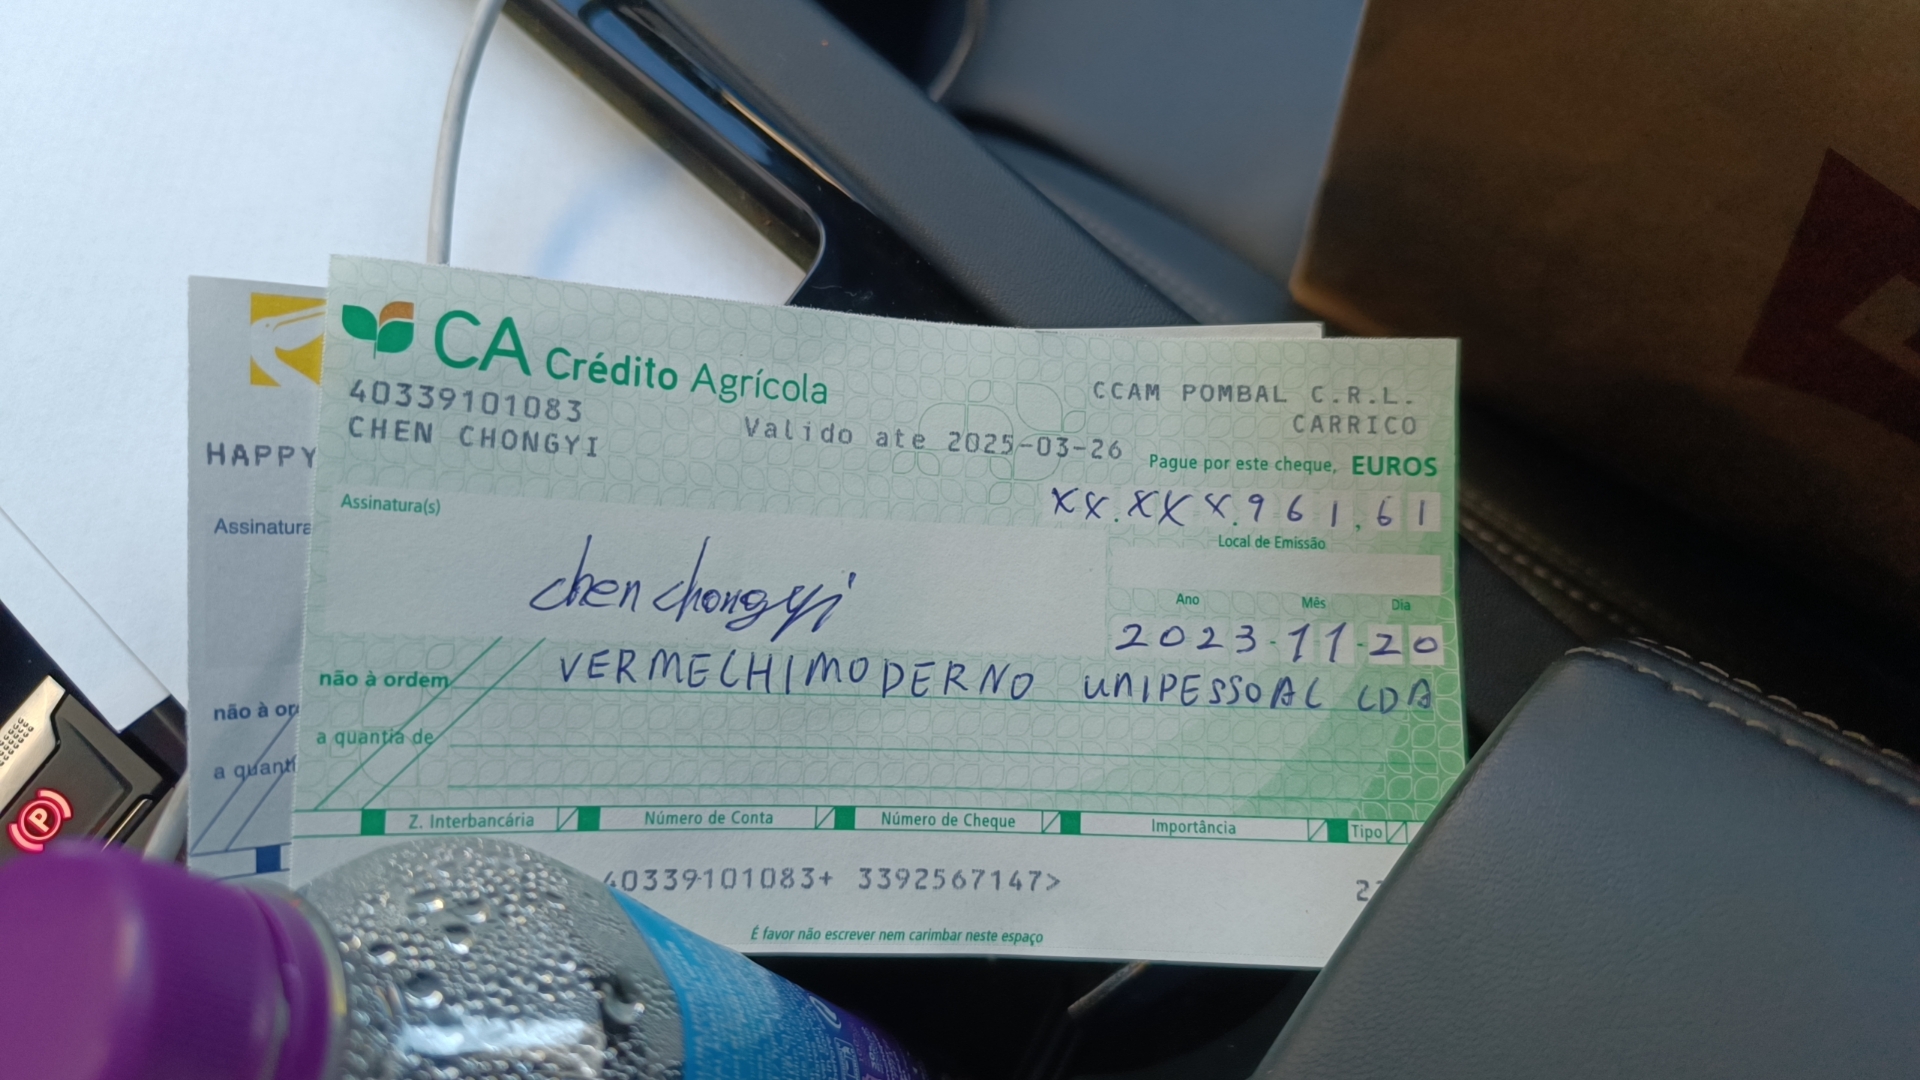 CA Crédito Agrícola
40339101083
CHEN CHONGYI
Valido ate 2025-03-26
CCAM POMBAL C.R.L.
CARRICO
Pague por este cheque, EUROS
XX.XXX.961,61
Assinatura(s)
chen chongyi
Local de Emissão
Ano Mês Dia
2023-11-20
não à ordem VERMECHIMODERNO UNIPESSOAL LDA
a quantia de
Z. Interbancária Número de Conta Número de Cheque Importância Tipo
40339101083+ 3392567147>
É favor não escrever nem carimbar neste espaço
HAPPY
Assinatura
não à or
a quanti
P